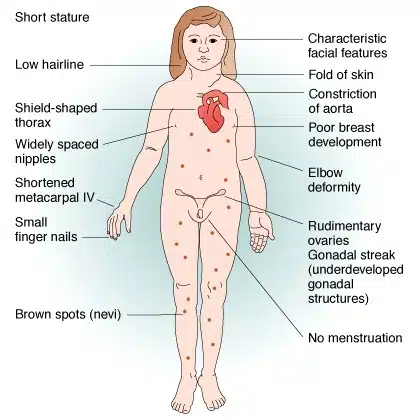 Short stature
Low hairline
Shield-shaped
thorax
Widely spaced
nipples
Shortened
metacarpal IV
Small
finger nails
Brown spots (nevi)
Characteristic
facial features
Fold of skin
Constriction
of aorta
Poor breast
development
Elbow
deformity
Rudimentary
ovaries
Gonadal streak
(underdeveloped
gonadal
structures)
No menstruation